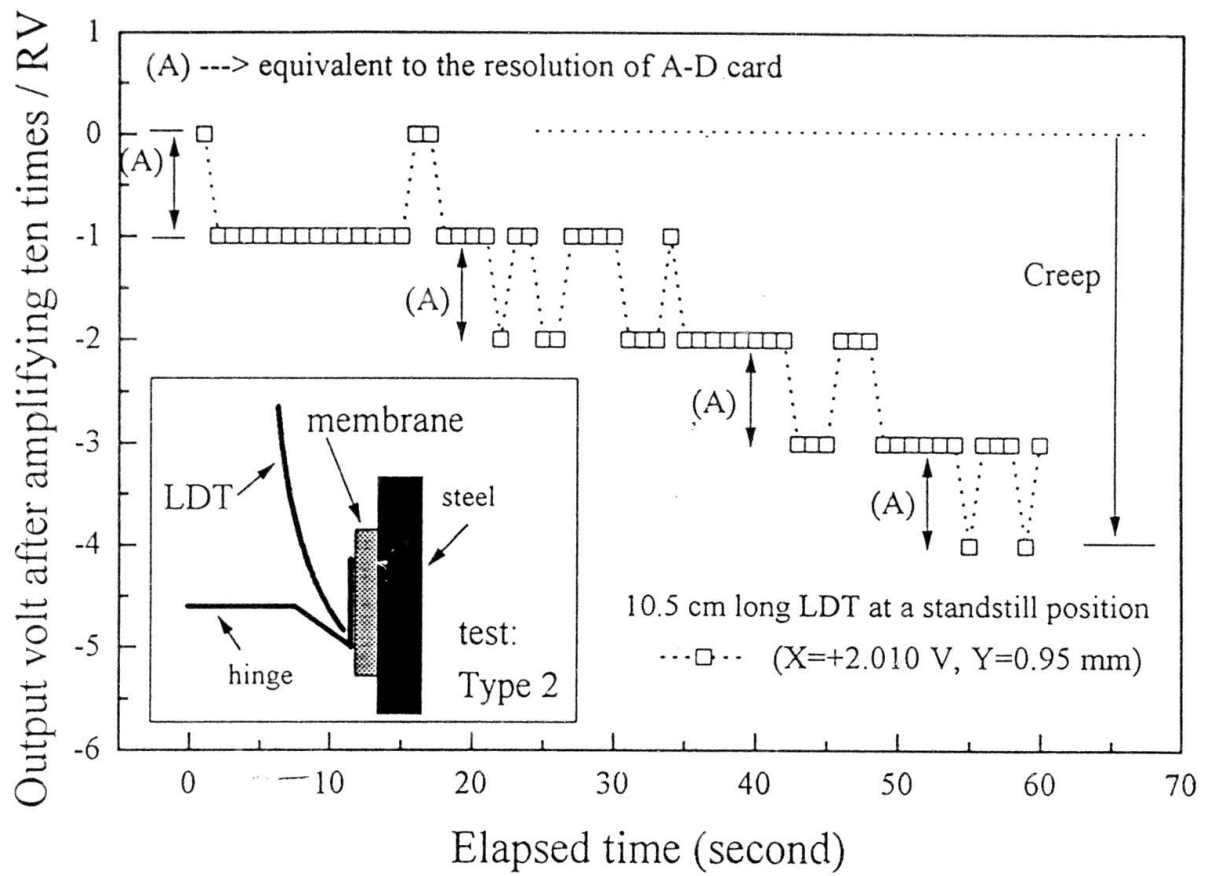 Output volt after amplifying ten times / RV
1
0
-1
-2
-3
-4
-5
-6
(A) ---> equivalent to the resolution of A-D card
(A)
(A)
(A)
(A)
Creep
membrane
LDT
steel
hinge
test:
Type 2
10.5 cm long LDT at a standstill position
(X=+2.010 V, Y=0.95 mm)
0 10 20 30 40 50 60 70
Elapsed time (second)